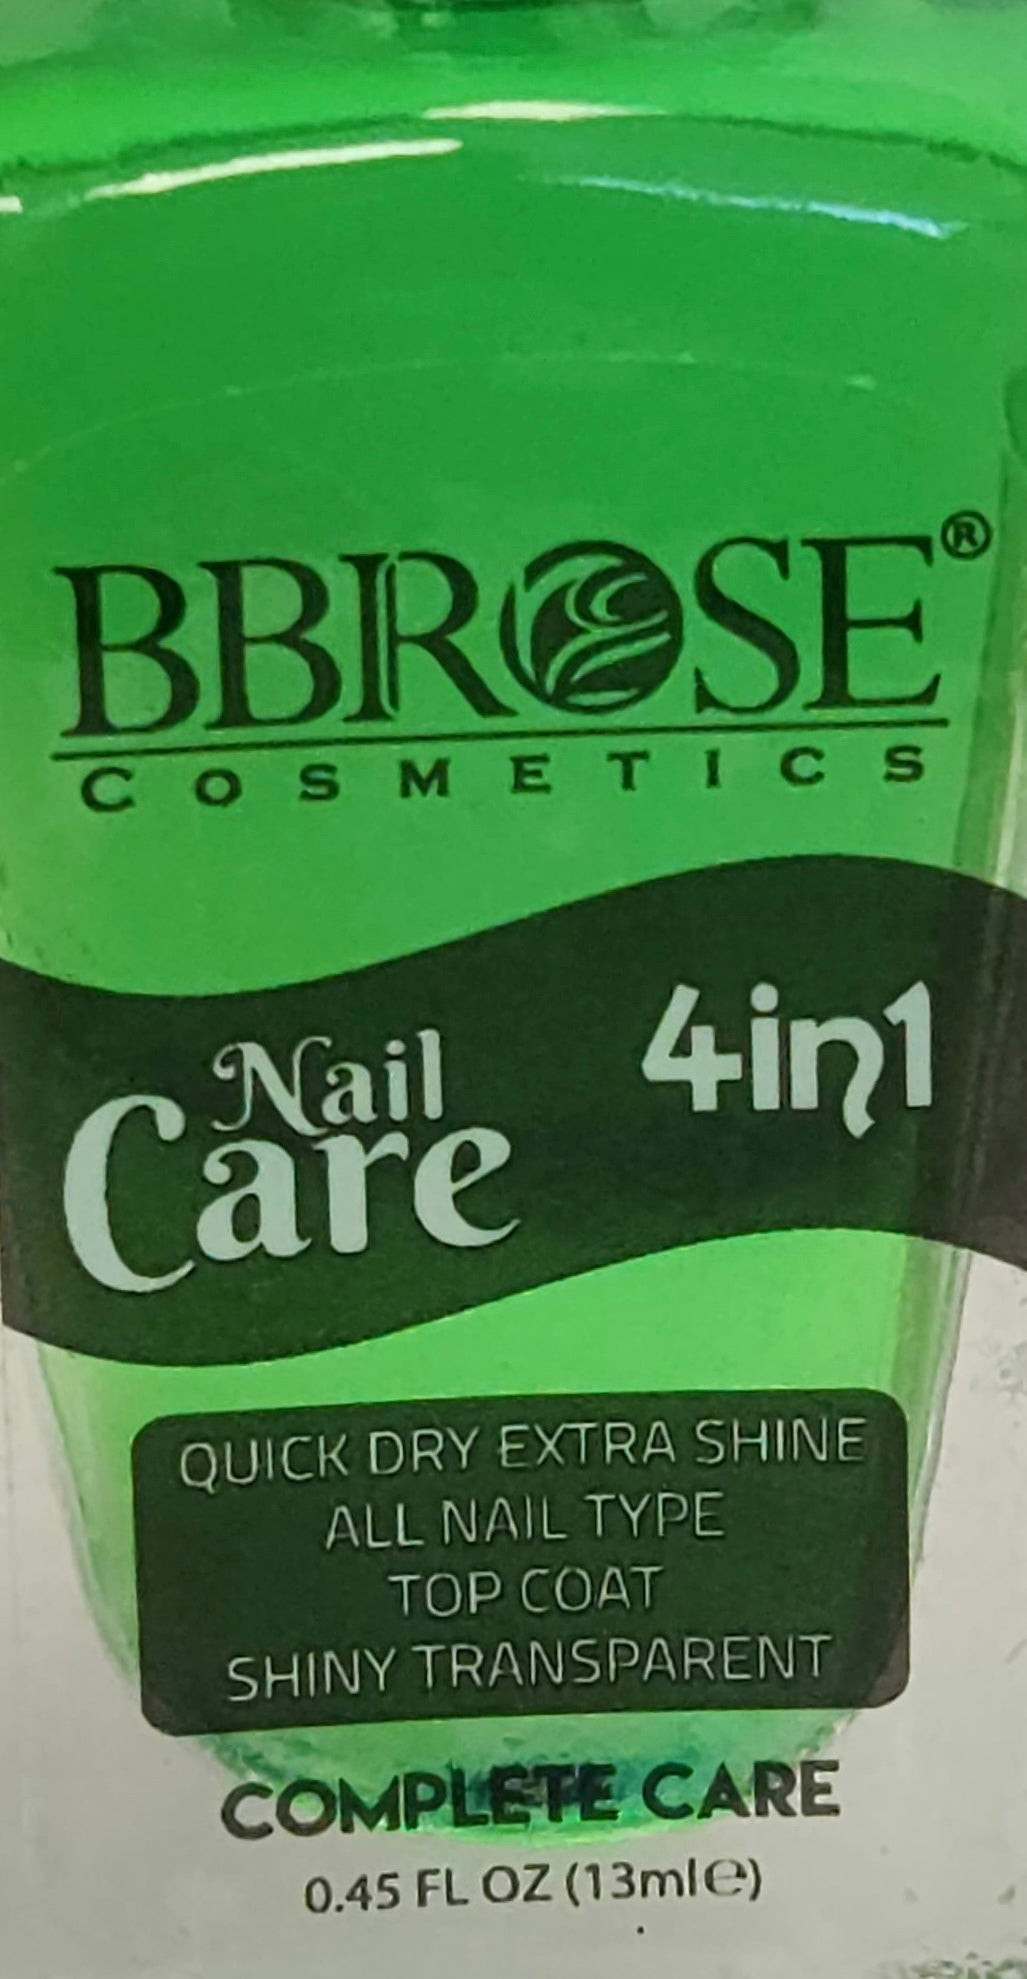 BBROSE®
COSMETICS
Nail
Care
4in1
QUICK DRY EXTRA SHINE
ALL NAIL TYPE
TOP COAT
SHINY TRANSPARENT
COMPLETE CARE
0.45 FL OZ (13ml℮)